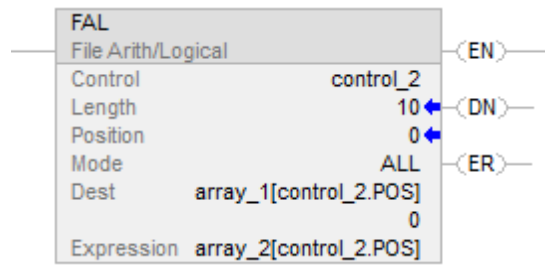 FAL
File Arith/Logical (EN)
Control control_2
Length 10 (DN)
Position 0
Mode ALL (ER)
Dest array_1[control_2.POS]
0
Expression array_2[control_2.POS]